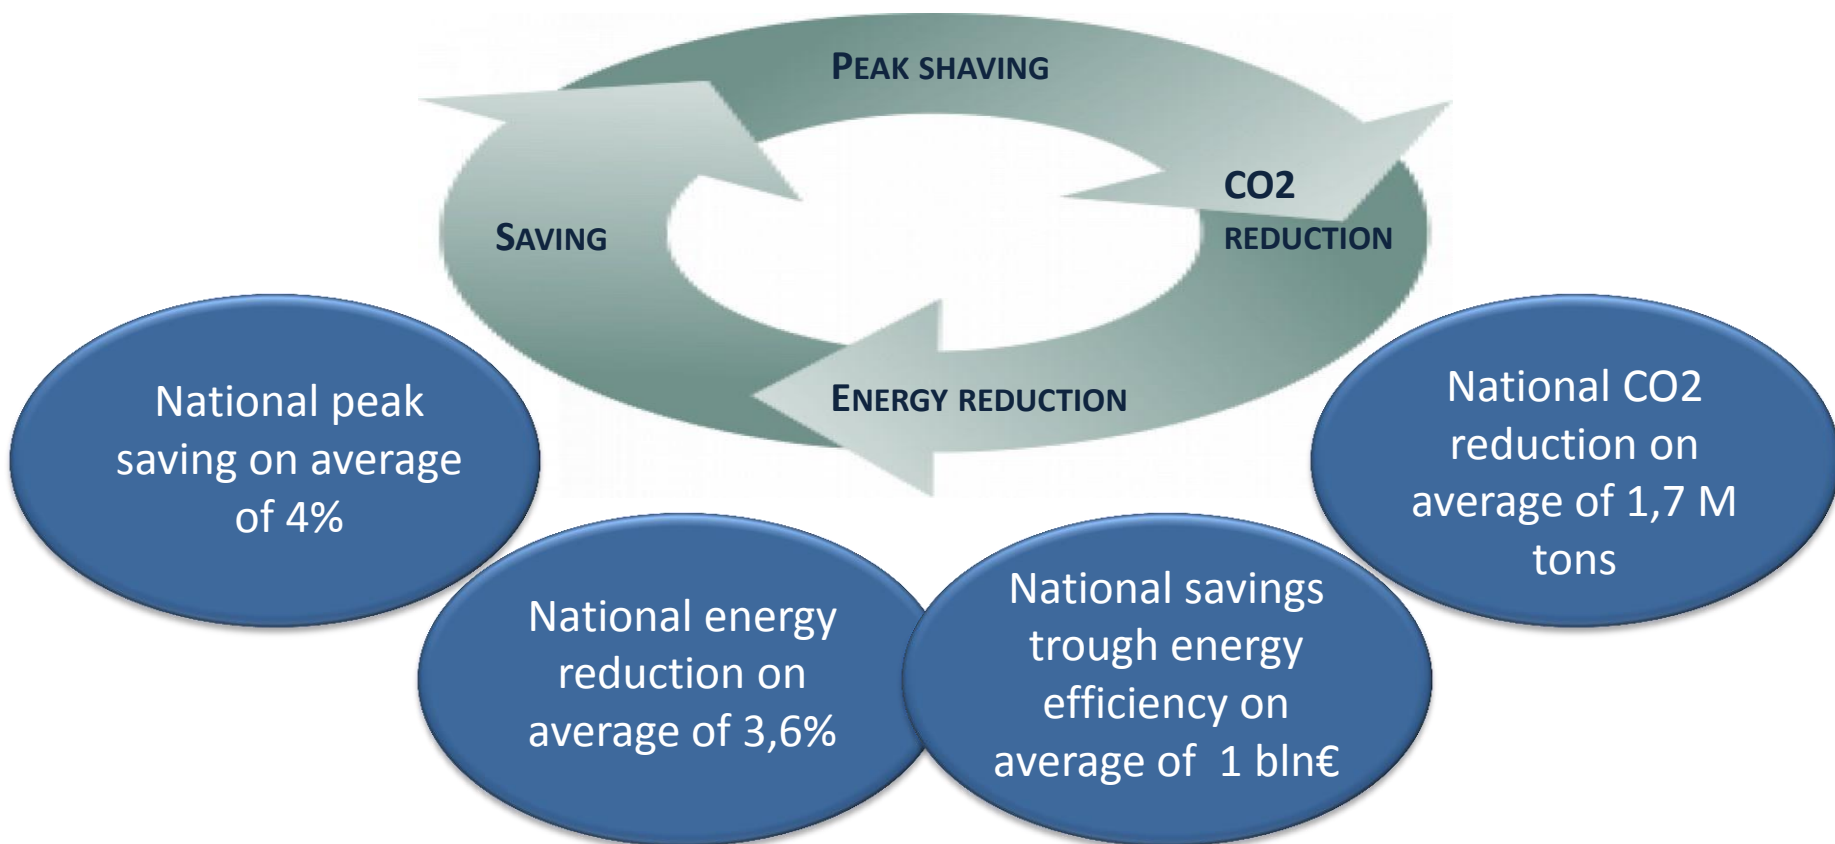 PEAK SHAVING
CO2
REDUCTION
SAVING
ENERGY REDUCTION
National peak
saving on average
of 4%
National energy
reduction on
average of 3,6%
National savings
trough energy
efficiency on
average of 1 bln€
National CO2
reduction on
average of 1,7 M
tons